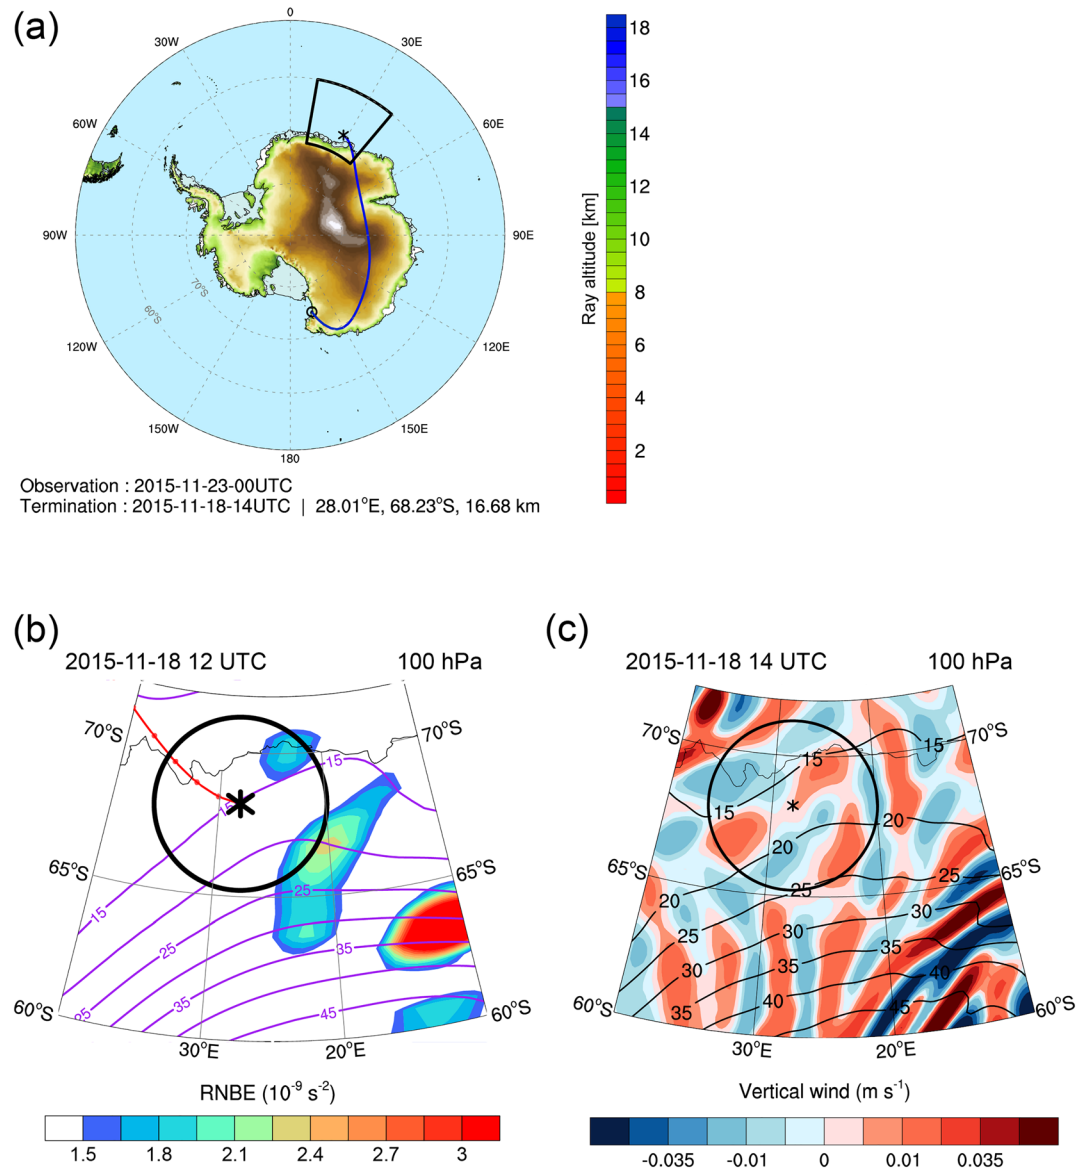 (a)
0
30W
30E
60W
60E
90W
90E
70°S
60°S
120W
120E
150W
150E
180
18
16
14
12
10
8
6
4
2
Ray altitude [km]
Observation : 2015-11-23-00UTC
Termination : 2015-11-18-14UTC | 28.01°E, 68.23°S, 16.68 km
(b)
2015-11-18 12 UTC 100 hPa
70°S 70°S
15
15
65°S 65°S
15
25
25
35
35
45
25
60°S 60°S
30°E 20°E
RNBE (10⁻⁹ s⁻²)
1.5 1.8 2.1 2.4 2.7 3
(c)
2015-11-18 14 UTC 100 hPa
70°S 70°S
15 15
15
20
20
65°S 65°S
25 25
20
30
25 30
35
30 35
40
40
35 45
60°S 60°S
30°E 20°E
Vertical wind (m s⁻¹)
-0.035 -0.01 0 0.01 0.035